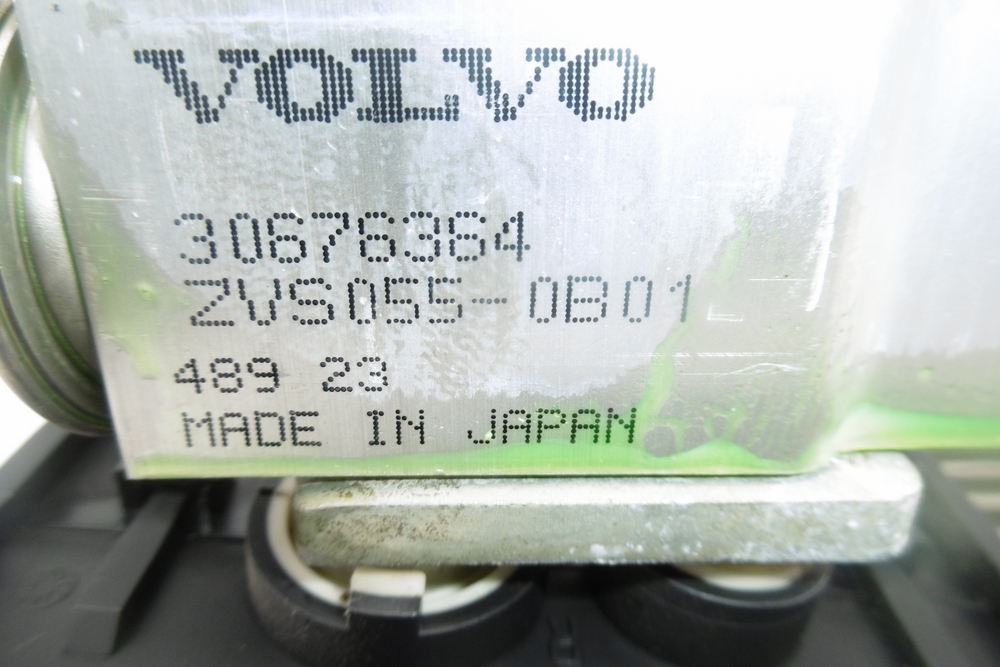 VOLVO
30676364
ZVS055-0B01
489 23
MADE IN JAPAN